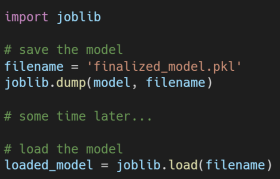 import joblib
# save the model
filename = 'finalized_model.pkl'
joblib.dump(model, filename)
# some time later...
# load the model
loaded_model = joblib.load(filename)